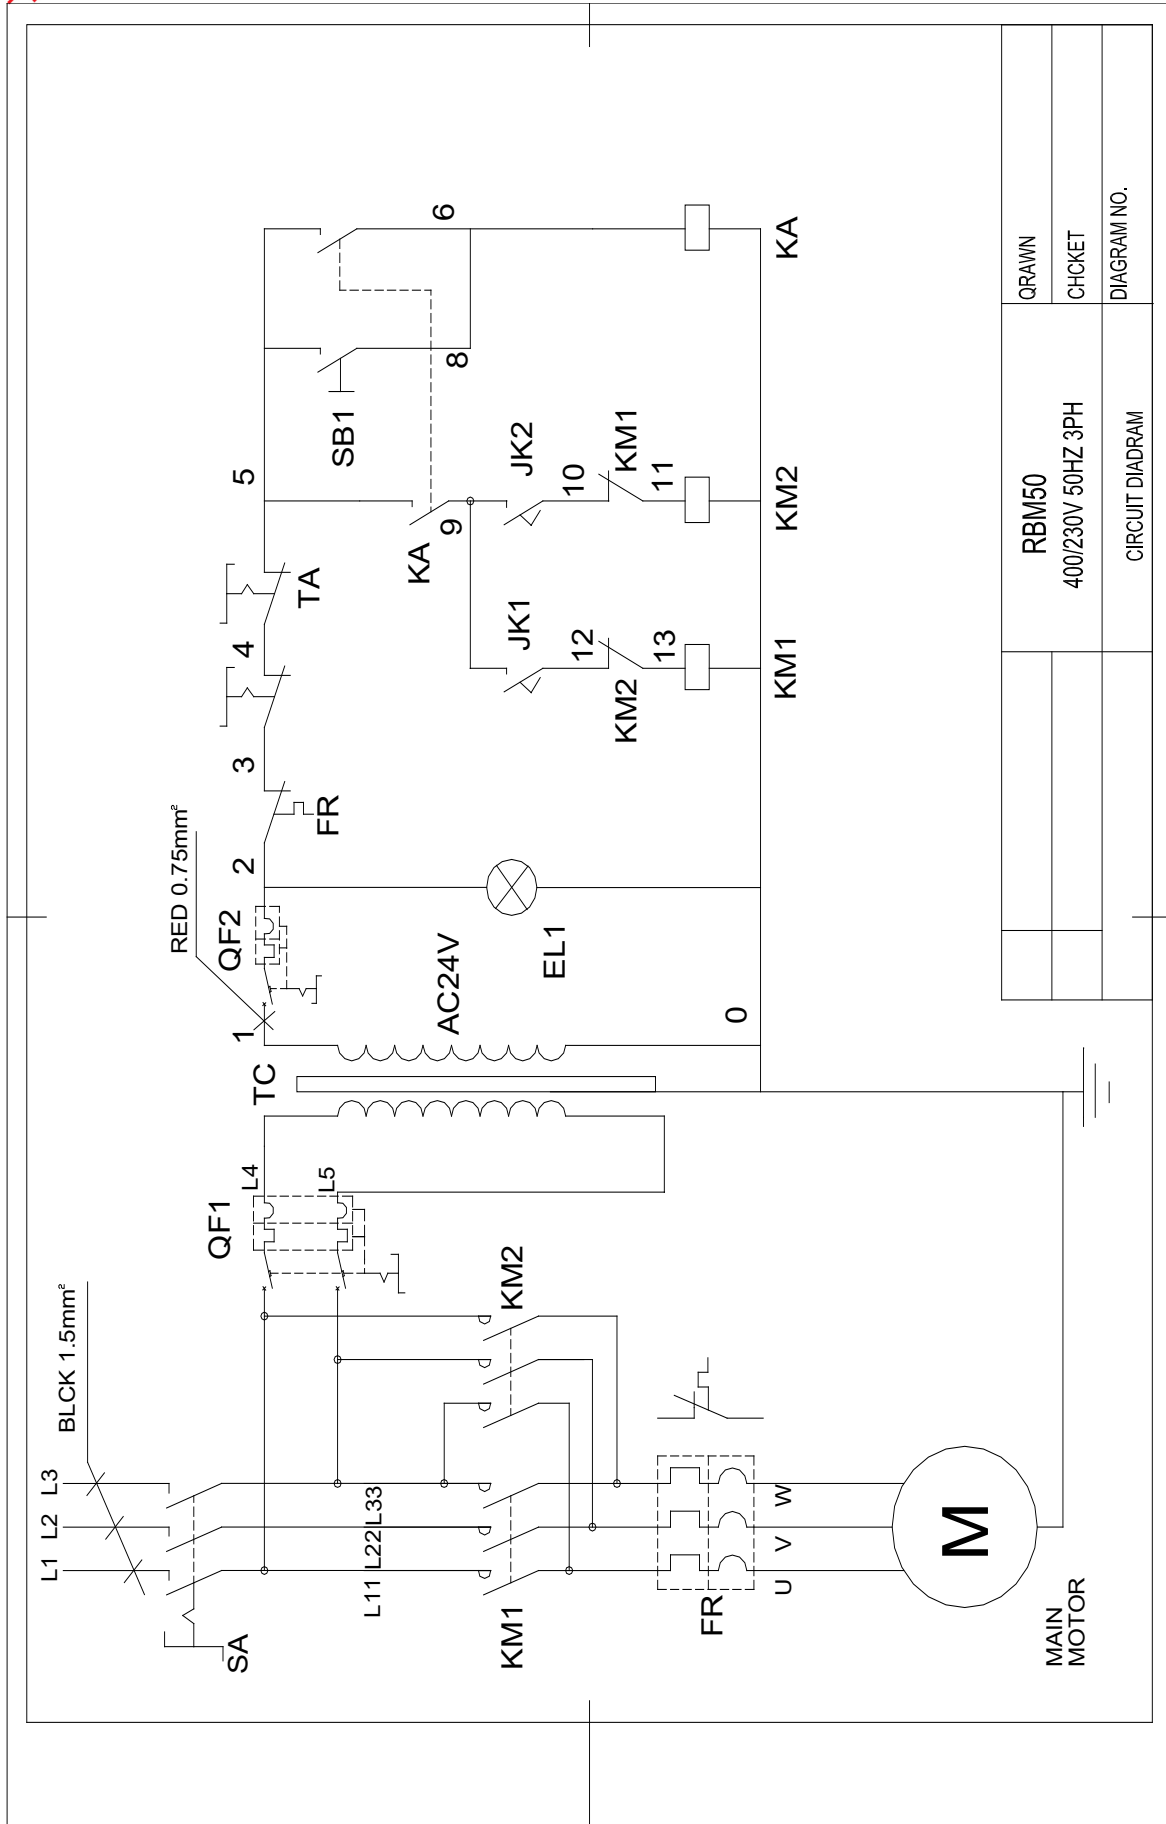 L1 L2 L3
BLCK 1.5mm²
SA
L11 L22 L33
KM1
KM2
QF1
L4
L5
FR
U V W
M
MAIN
MOTOR
TC
1
RED 0.75mm²
QF2
AC24V
0
EL1
2
FR
3
4
TA
5
KA
9
JK1
12
KM2
13
KM1
JK2
10
KM1
11
KM2
SB1
8
6
KA
RBM50
400/230V 50HZ 3PH
CIRCUIT DIADRAM
QRAWN
CHCKET
DIAGRAM NO.